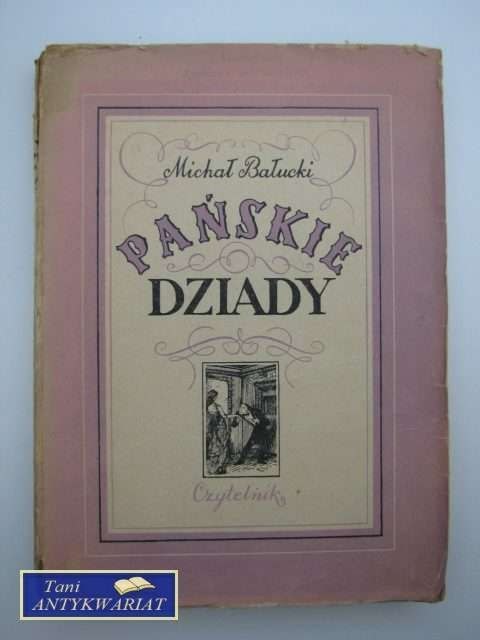 Michał Bałucki
PAŃSKIE
DZIADY
Czytelnik
Tani
ANTYKWARIAT